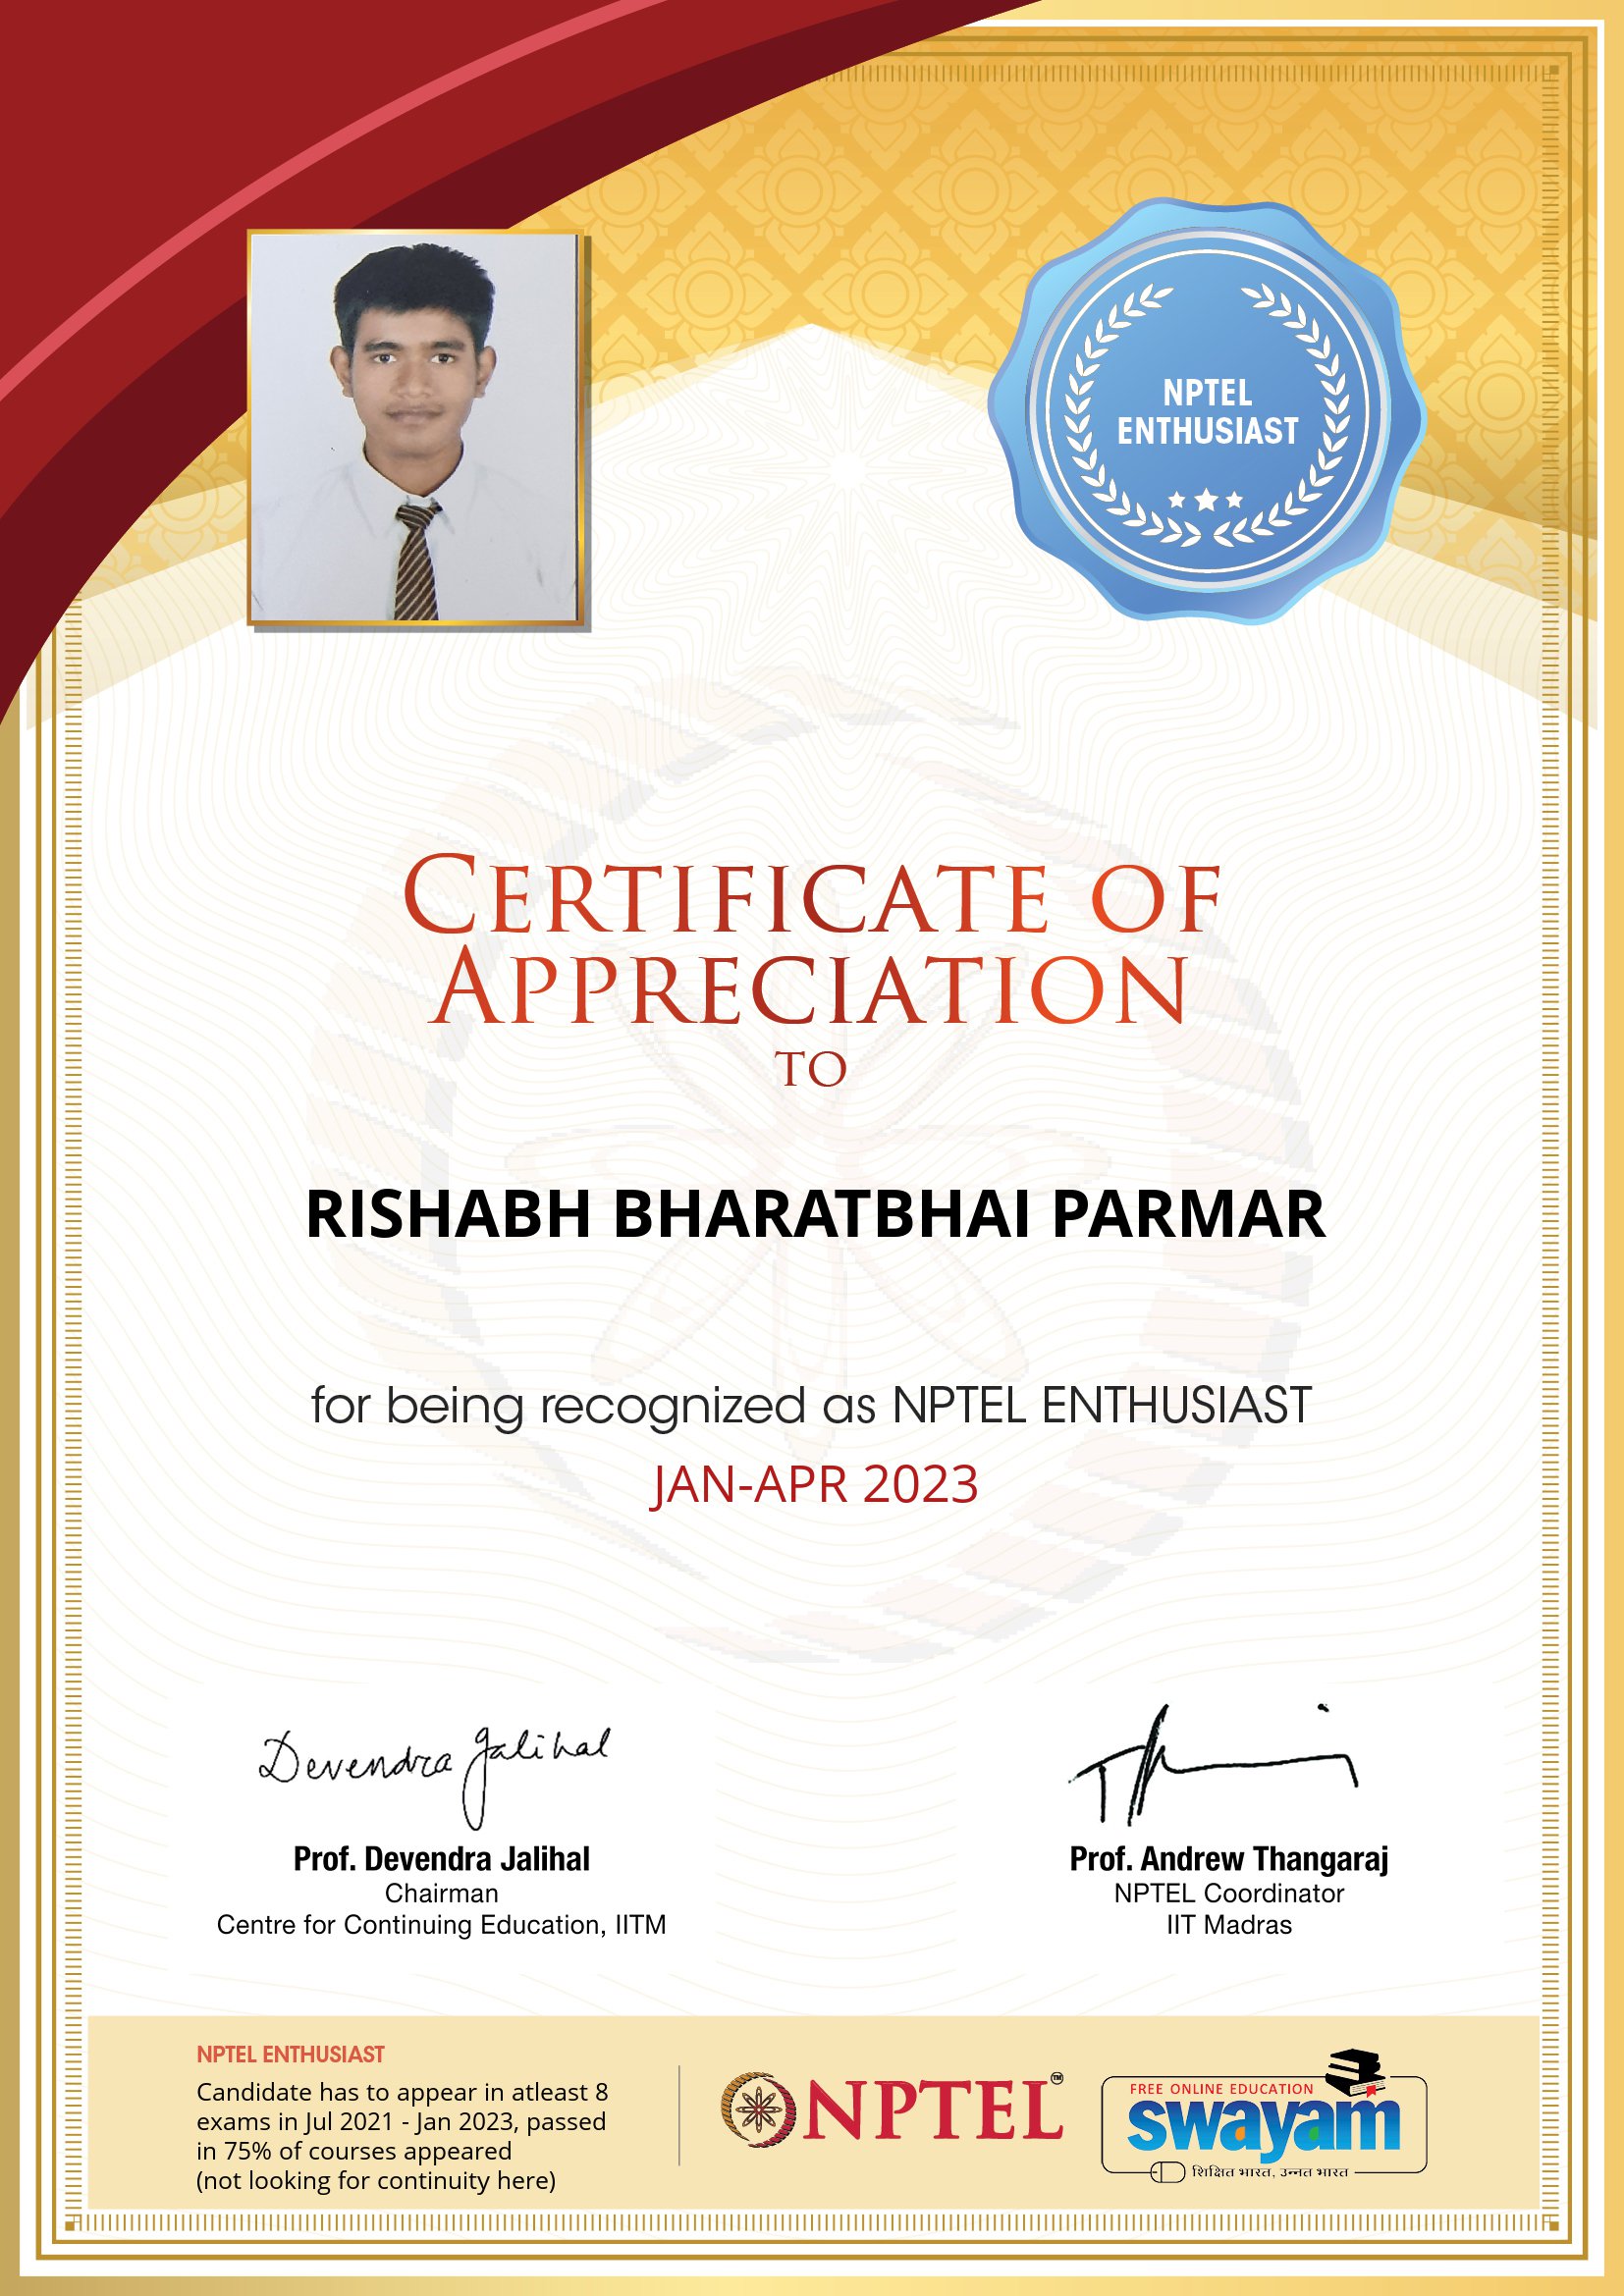 NPTEL
ENTHUSIAST
CERTIFICATE OF
APPRECIATION
TO
RISHABH BHARATBHAI PARMAR
for being recognized as NPTEL ENTHUSIAST
JAN-APR 2023
Devendra Jalihal
Prof. Devendra Jalihal
Chairman
Centre for Continuing Education, IITM
Prof. Andrew Thangaraj
NPTEL Coordinator
IIT Madras
NPTEL ENTHUSIAST
Candidate has to appear in atleast 8
exams in Jul 2021 - Jan 2023, passed
in 75% of courses appeared
(not looking for continuity here)
NPTEL™
FREE ONLINE EDUCATION
swayam
शिक्षित भारत, उन्नत भारत